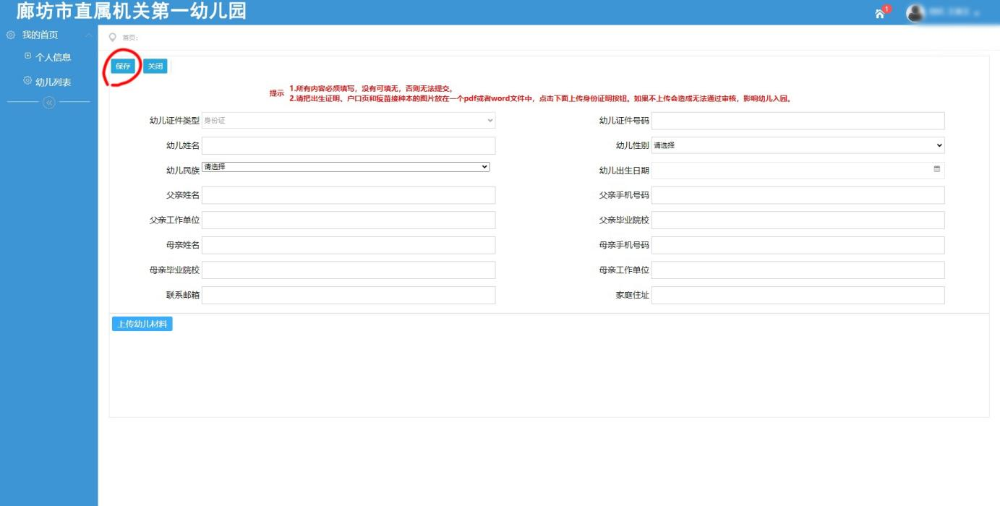 廊坊市直属机关第一幼儿园
1
我的首页
首页:
个人信息
幼儿列表
保存 关闭
提示
1.所有内容必须填写，没有可填无，否则无法提交。
2.请把出生证明、户口页和疫苗接种本的图片放在一个pdf或者word文件中，点击下面上传身份证明按钮。如果不上传会造成无法通过审核，影响幼儿入园。
幼儿证件类型 身份证 幼儿证件号码
幼儿姓名 幼儿性别 请选择
幼儿民族 请选择 幼儿出生日期
父亲姓名 父亲手机号码
父亲工作单位 父亲毕业院校
母亲姓名 母亲手机号码
母亲毕业院校 母亲工作单位
联系邮箱 家庭住址
上传幼儿材料